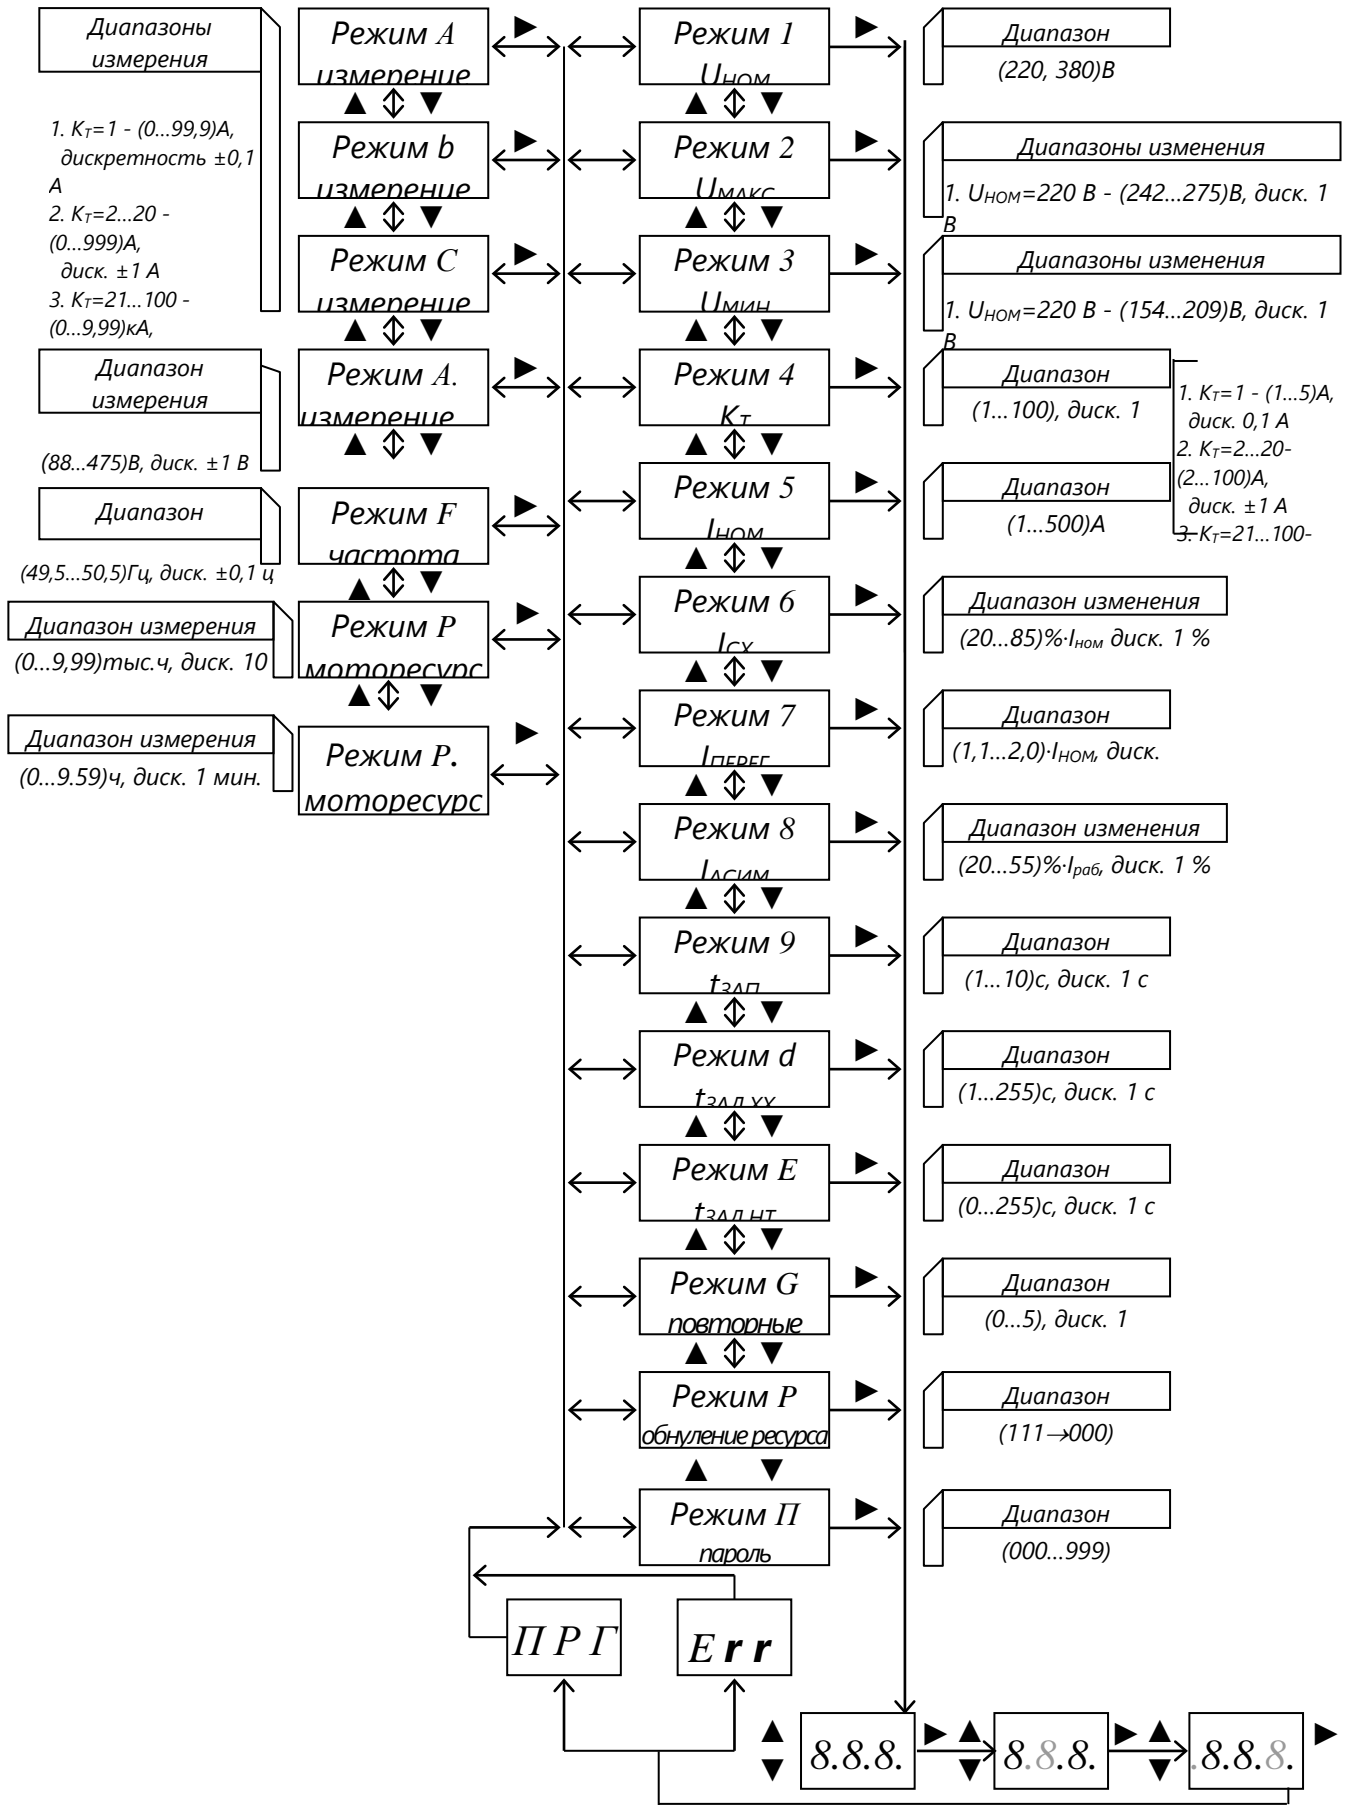 Диапазоны
измерения
1. KТ=1 - (0...99,9)А,
дискретность ±0,1
А
2. KТ=2...20 -
(0...999)А,
диск. ±1 А
3. KТ=21...100 -
(0...9,99)кА,
Диапазон
измерения
(88...475)В, диск. ±1 В
Диапазон
(49,5...50,5)Гц, диск. ±0,1 ц
Диапазон измерения
(0...9,99)тыс.ч, диск. 10
Диапазон измерения
(0...9.59)ч, диск. 1 мин.
Режим A
измерение
▲ ▼
Режим b
измерение
▲ ▼
Режим C
измерение
▲ ▼
Режим A.
измерение
▲ ▼
Режим F
частота
▲ ▼
Режим P
моторесурс
▲ ▼
Режим P.
моторесурс
Режим 1
UНОМ
▲ ▼
Режим 2
UМАКС
▲ ▼
Режим 3
UМИН
▲ ▼
Режим 4
KТ
▲ ▼
Режим 5
IНОМ
▲ ▼
Режим 6
IСХ
▲ ▼
Режим 7
IПЕРЕГ
▲ ▼
Режим 8
IАСИМ
▲ ▼
Режим 9
tЗАП
▲ ▼
Режим d
tЗАД ХХ
▲ ▼
Режим E
tЗАД НТ
▲ ▼
Режим G
повторные
▲ ▼
Режим P
обнуление ресурса
▲ ▼
Режим П
пароль
Диапазон
(220, 380)В
Диапазоны изменения
1. UНОМ=220 В - (242...275)В, диск. 1
В
Диапазоны изменения
1. UНОМ=220 В - (154...209)В, диск. 1
В
Диапазон
(1...100), диск. 1
1. KТ=1 - (1...5)А,
диск. 0,1 А
2. KТ=2...20-
(2...100)А,
диск. ±1 А
3. KТ=21...100-
Диапазон
(1...500)А
Диапазон изменения
(20...85)%·Iном диск. 1 %
Диапазон
(1,1...2,0)·IНОМ, диск.
Диапазон изменения
(20...55)%·Iраб, диск. 1 %
Диапазон
(1...10)с, диск. 1 с
Диапазон
(1...255)с, диск. 1 с
Диапазон
(0...255)с, диск. 1 с
Диапазон
(0...5), диск. 1
Диапазон
(111→000)
Диапазон
(000...999)
П Р Г
E r r
8.8.8.
8.8.8.
.8.8.8.